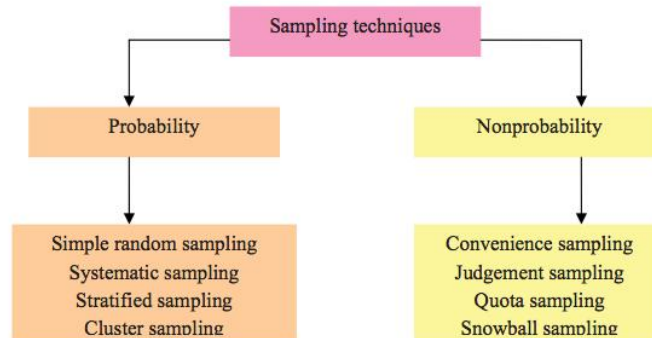 Sampling techniques
Probability
Nonprobability
Simple random sampling
Systematic sampling
Stratified sampling
Cluster sampling
Convenience sampling
Judgement sampling
Quota sampling
Snowball sampling